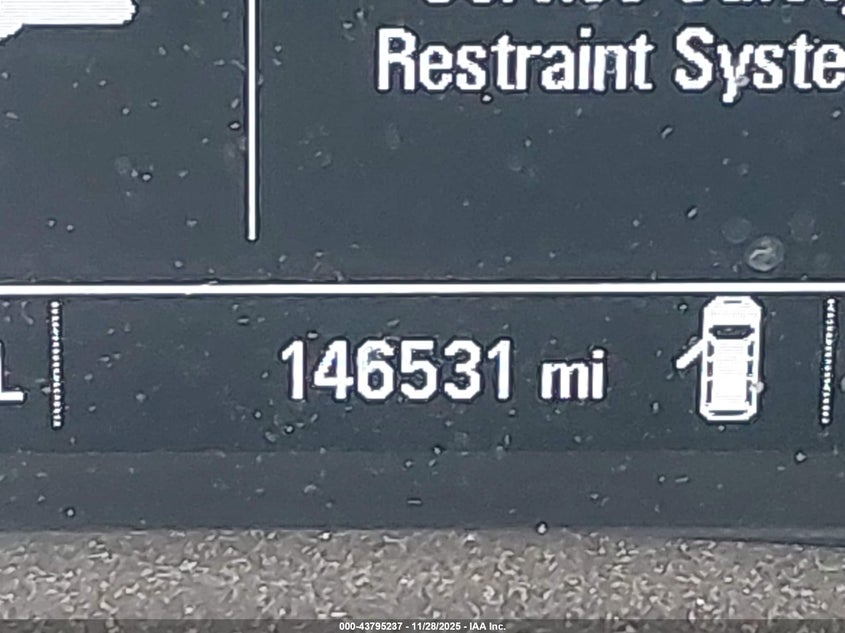 Restraint Syste
146531 mi
000-43795237 - 11/28/2025 - IAA Inc.